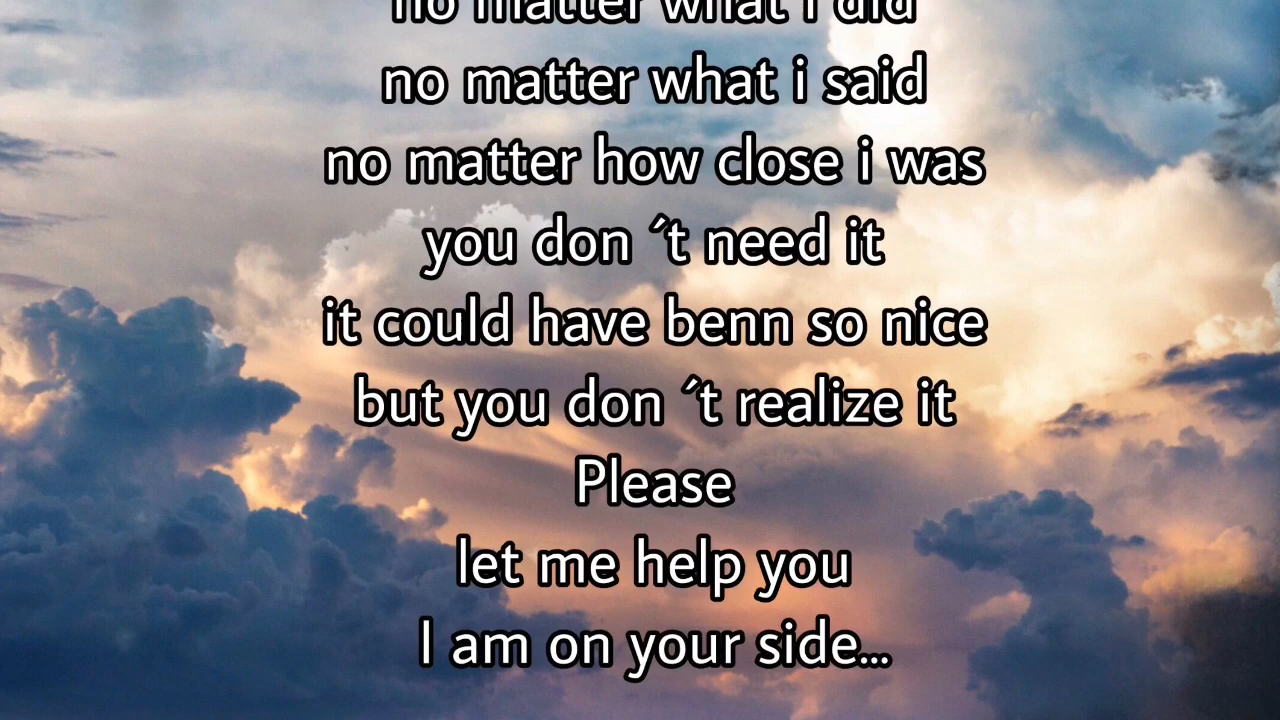 no matter what i did
no matter what i said
no matter how close i was
you don ´t need it
it could have benn so nice
but you don ´t realize it
Please
let me help you
I am on your side...